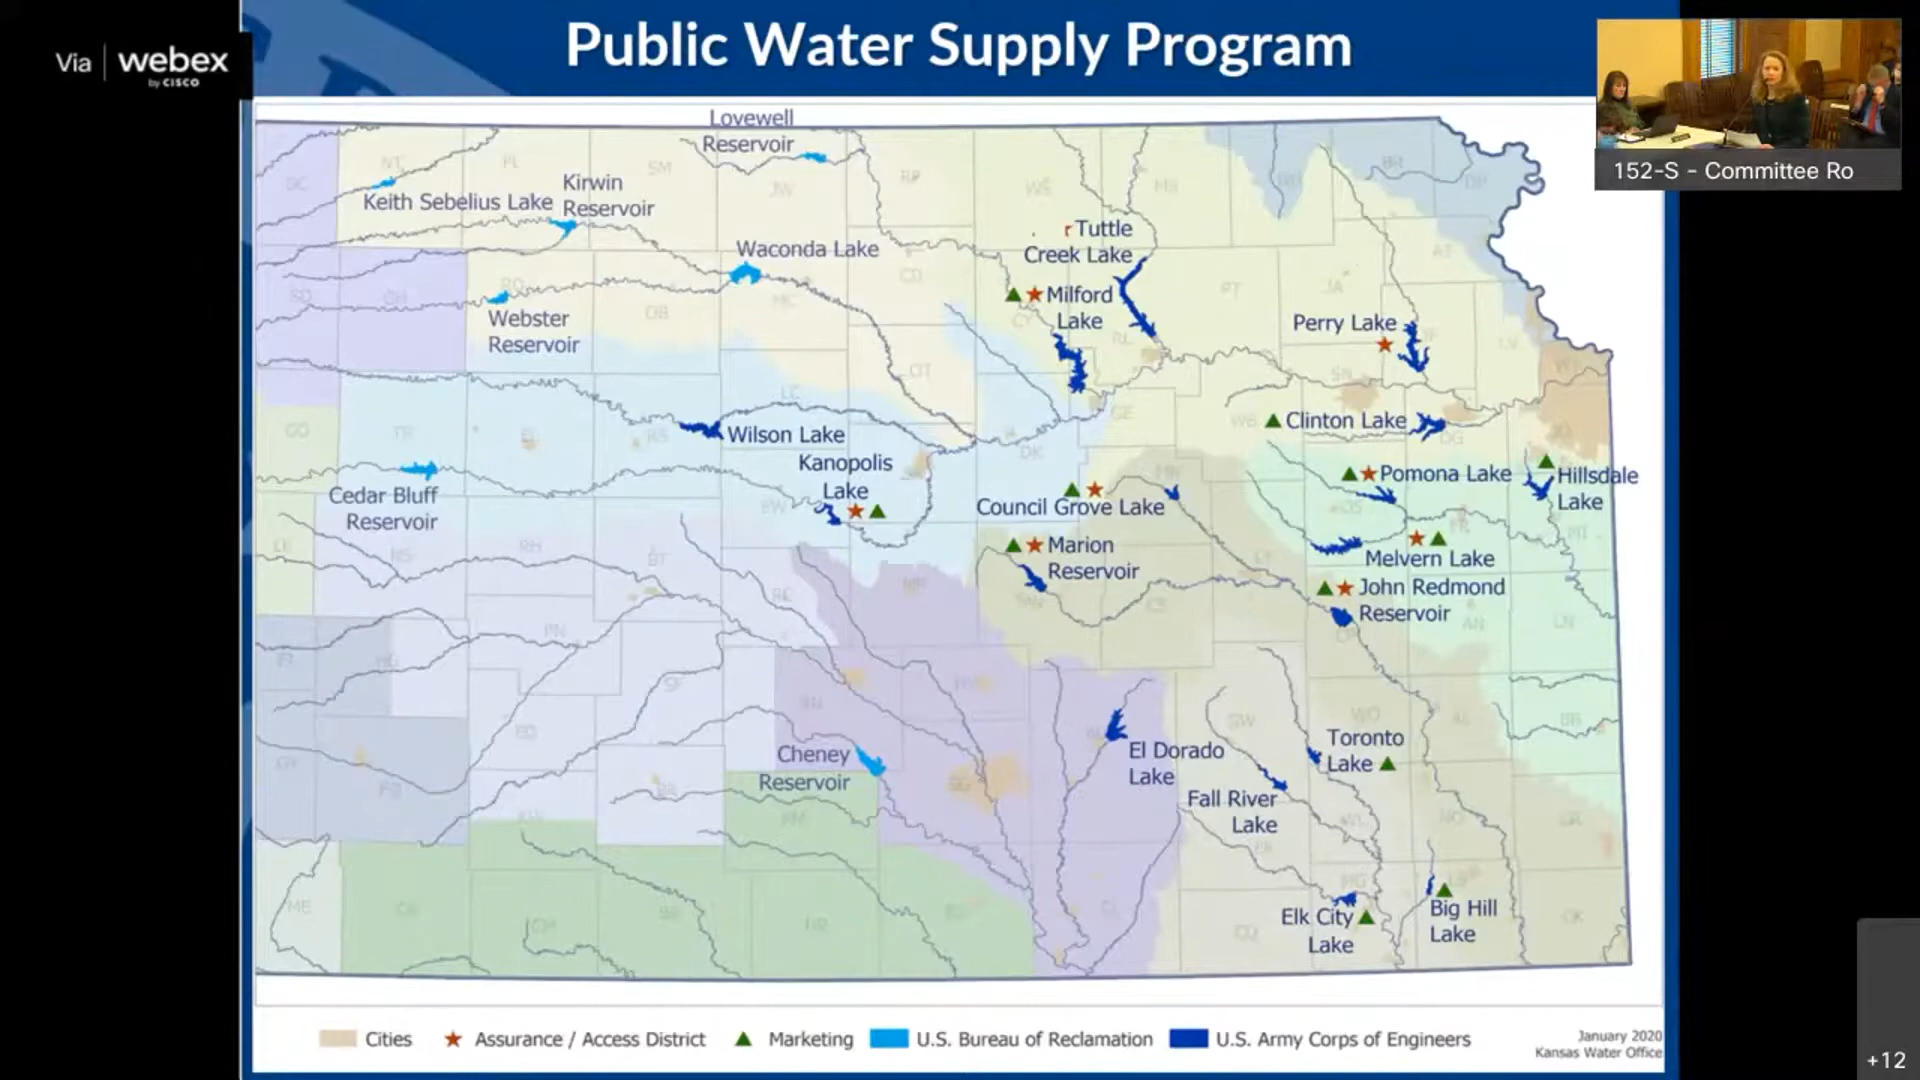 Public Water Supply Program
Via webex
by CISCO
152-S - Committee Ro
Lovewell
Reservoir
Kirwin
Reservoir
Keith Sebelius Lake
Waconda Lake
Webster
Reservoir
Tuttle
Creek Lake
Milford
Lake
Perry Lake
Wilson Lake
Clinton Lake
Kanopolis
Lake
Cedar Bluff
Reservoir
Pomona Lake
Hillsdale
Lake
Council Grove Lake
Marion
Reservoir
Melvern Lake
John Redmond
Reservoir
Cheney
Reservoir
El Dorado
Lake
Toronto
Lake
Fall River
Lake
Elk City
Lake
Big Hill
Lake
Cities
Assurance / Access District
Marketing
U.S. Bureau of Reclamation
U.S. Army Corps of Engineers
January 2020
Kansas Water Office
+12